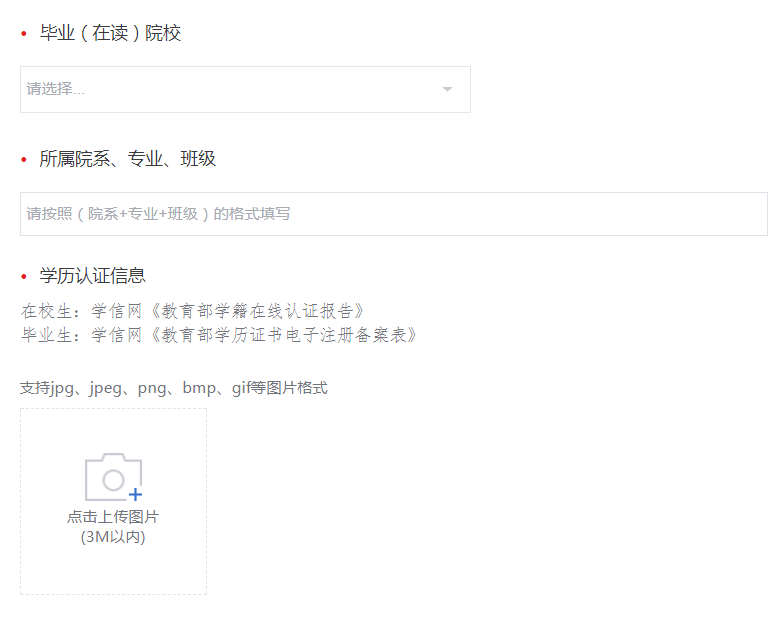 毕业（在读）院校
请选择...
所属院系、专业、班级
请按照（院系+专业+班级）的格式填写
学历认证信息
在校生：学信网《教育部学籍在线认证报告》
毕业生：学信网《教育部学历证书电子注册备案表》
支持jpg、jpeg、png、bmp、gif等图片格式
点击上传图片
(3M以内)